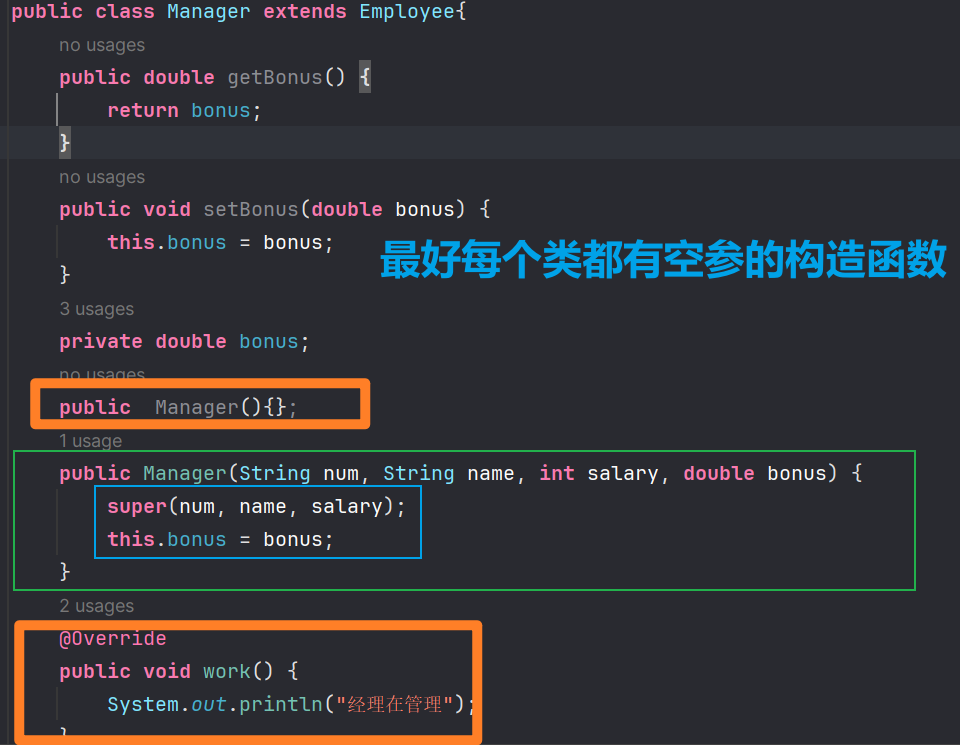 public class Manager extends Employee{
no usages
public double getBonus() {
return bonus;
}
no usages
public void setBonus(double bonus) {
this.bonus = bonus;
最好每个类都有空参的构造函数
}
3 usages
private double bonus;
no usages
public  Manager(){};
1 usage
public Manager(String num, String name, int salary, double bonus) {
super(num, name, salary);
this.bonus = bonus;
}
2 usages
@Override
public void work() {
System.out.println("经理在管理");
}